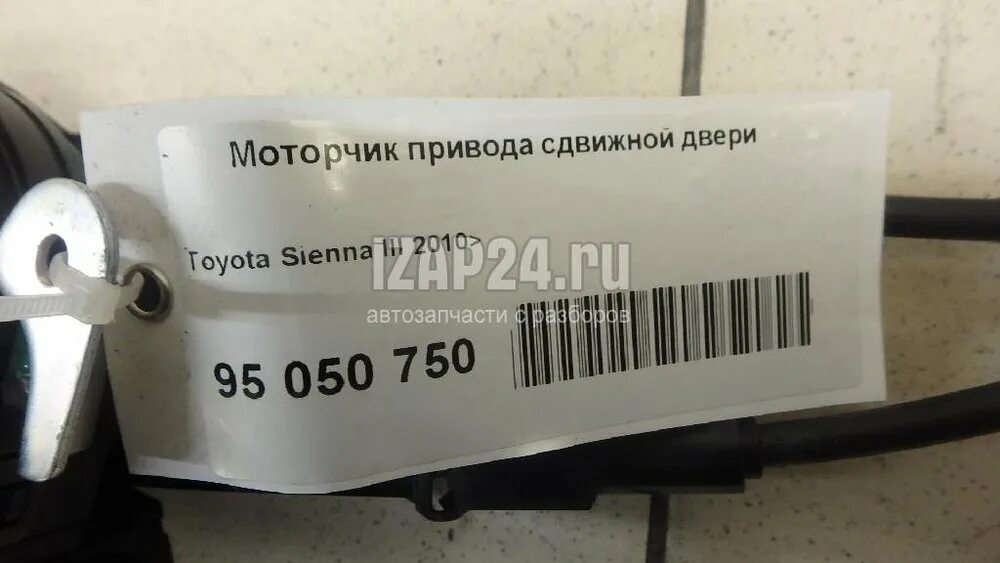 Моторчик привода сдвижной двери
Toyota Sienna III 2010>
IZAP24.ru
автозапчасти с разборов
95 050 750